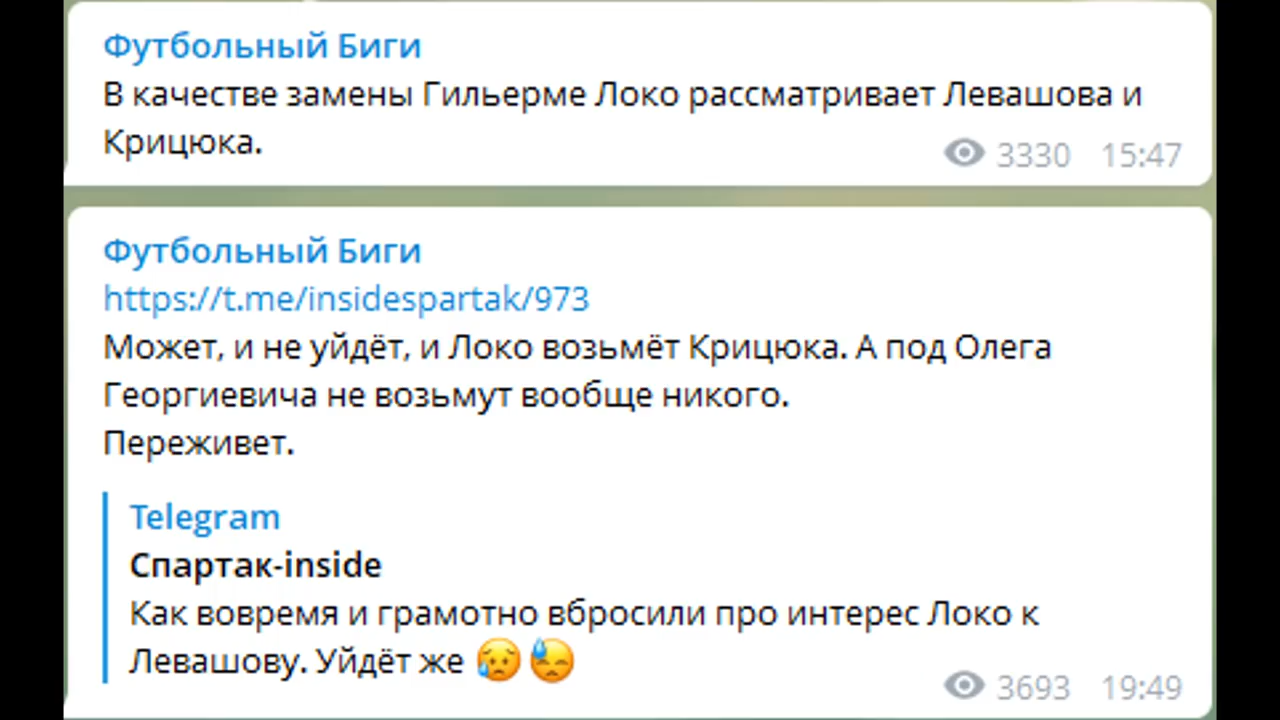 Футбольный Биги
В качестве замены Гильерме Локо рассматривает Левашова и
Крицюка.
3330 15:47
Футбольный Биги
https://t.me/insidespartak/973
Может, и не уйдёт, и Локо возьмёт Крицюка. А под Олега
Георгиевича не возьмут вообще никого.
Переживет.
Telegram
Спартак-inside
Как вовремя и грамотно вбросили про интерес Локо к
Левашову. Уйдёт же 😥😓
3693 19:49